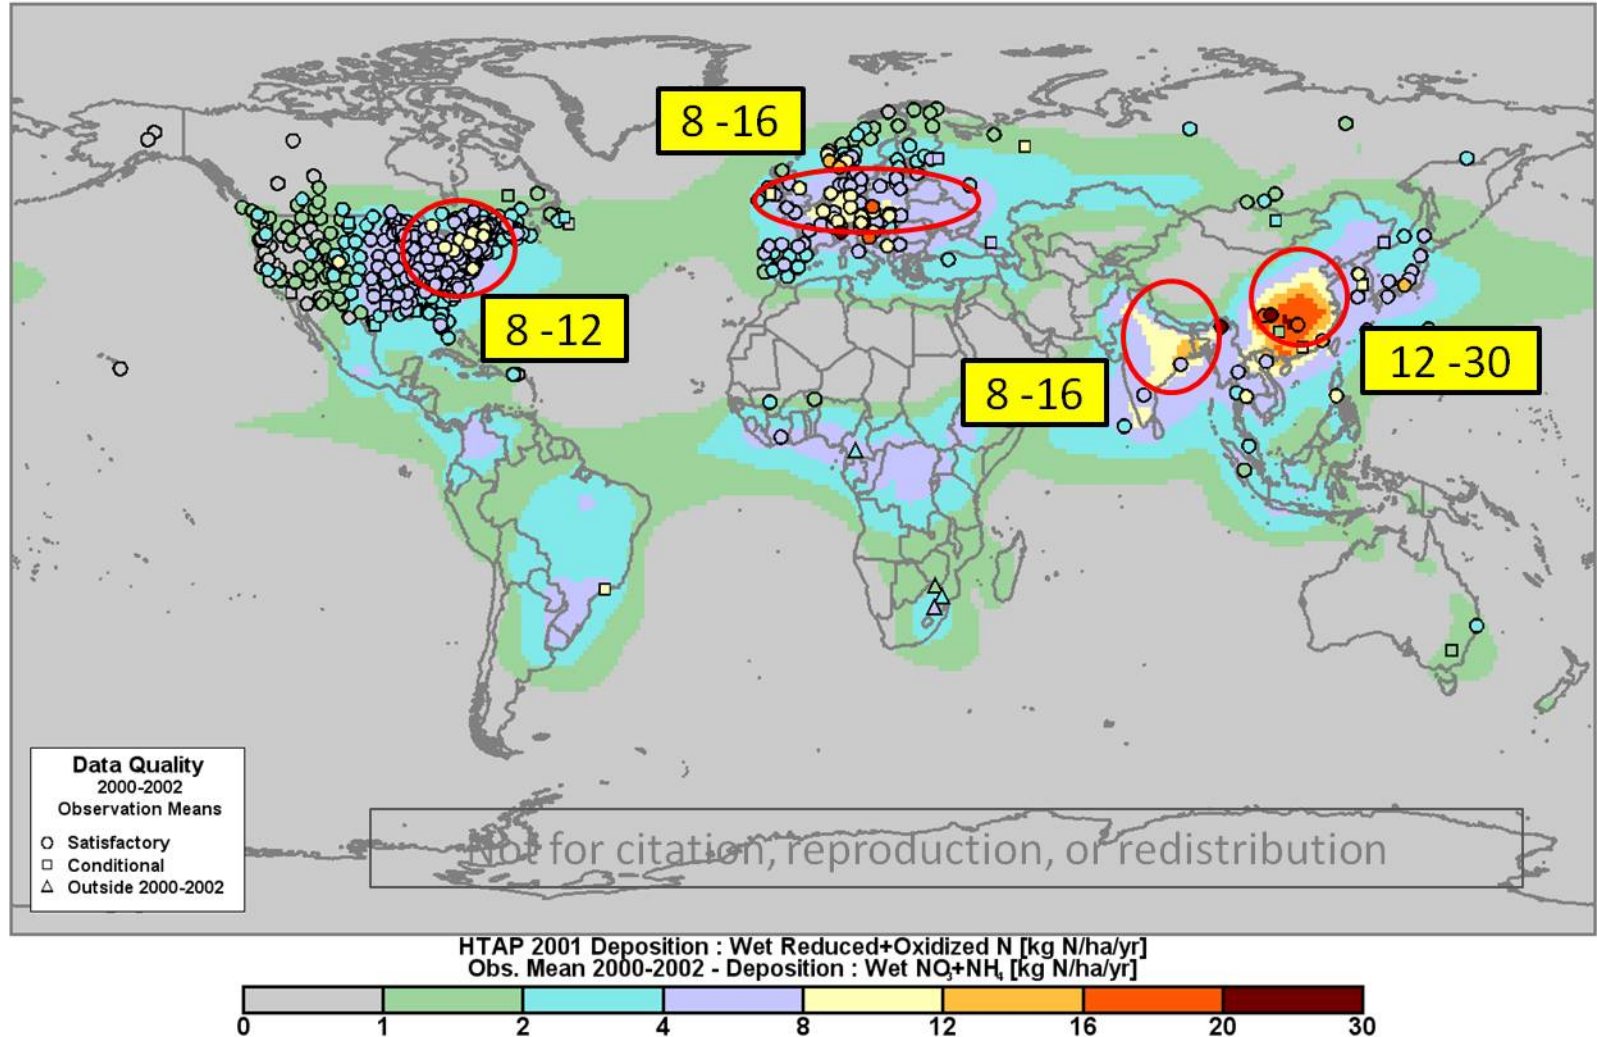 8 -16
8 -12
8 -16
12 -30
Data Quality
2000-2002
Observation Means
Satisfactory
Conditional
Outside 2000-2002
Not for citation, reproduction, or redistribution
HTAP 2001 Deposition : Wet Reduced+Oxidized N [kg N/ha/yr]
Obs. Mean 2000-2002 - Deposition : Wet NO₃+NH₄ [kg N/ha/yr]
0 1 2 4 8 12 16 20 30